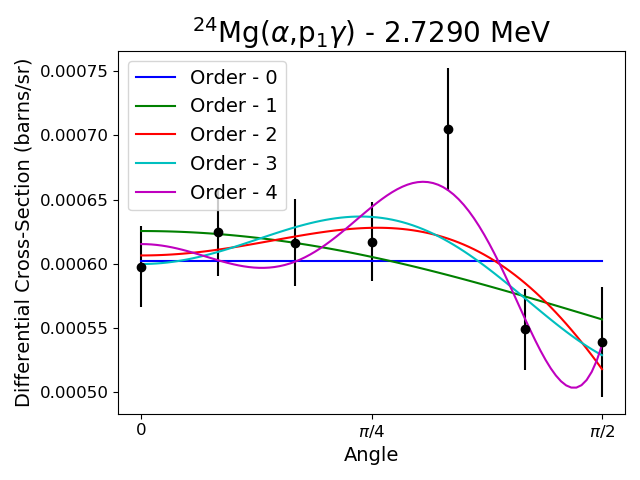 ²⁴Mg(α,p₁γ) - 2.7290 MeV
Differential Cross-Section (barns/sr)
0.00075
0.00070
0.00065
0.00060
0.00055
0.00050
Order - 0
Order - 1
Order - 2
Order - 3
Order - 4
0 π/4 π/2
Angle